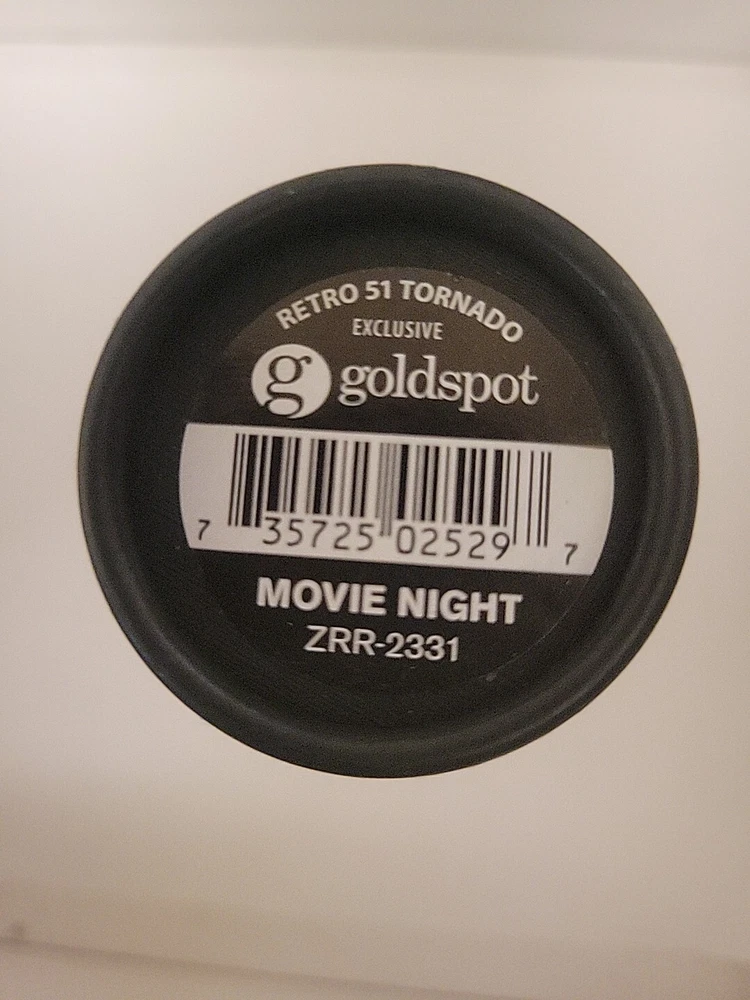 RETRO 51 TORNADO
EXCLUSIVE
g goldspot
7 35725 02529 7
MOVIE NIGHT
ZRR-2331